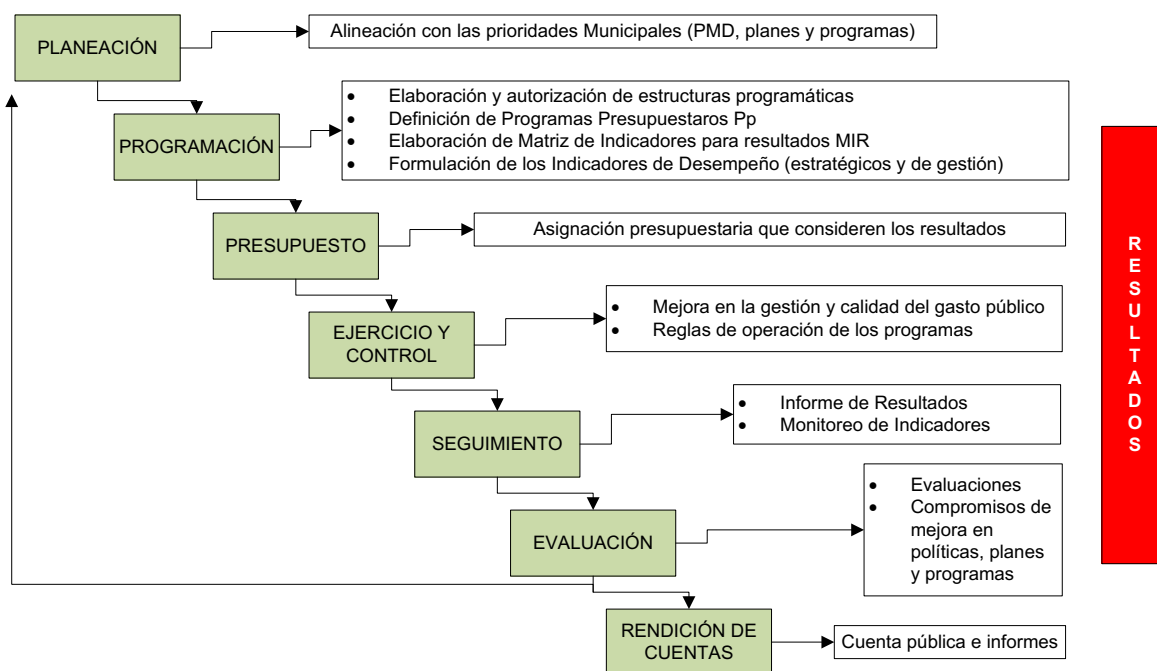 PLANEACIÓN
Alineación con las prioridades Municipales (PMD, planes y programas)
PROGRAMACIÓN
• Elaboración y autorización de estructuras programáticas
• Definición de Programas Presupuestaros Pp
• Elaboración de Matriz de Indicadores para resultados MIR
• Formulación de los Indicadores de Desempeño (estratégicos y de gestión)
PRESUPUESTO
Asignación presupuestaria que consideren los resultados
EJERCICIO Y
CONTROL
• Mejora en la gestión y calidad del gasto público
• Reglas de operación de los programas
SEGUIMIENTO
• Informe de Resultados
• Monitoreo de Indicadores
EVALUACIÓN
• Evaluaciones
• Compromisos de
mejora en
políticas, planes
y programas
RENDICIÓN DE
CUENTAS
Cuenta pública e informes
R
E
S
U
L
T
A
D
O
S